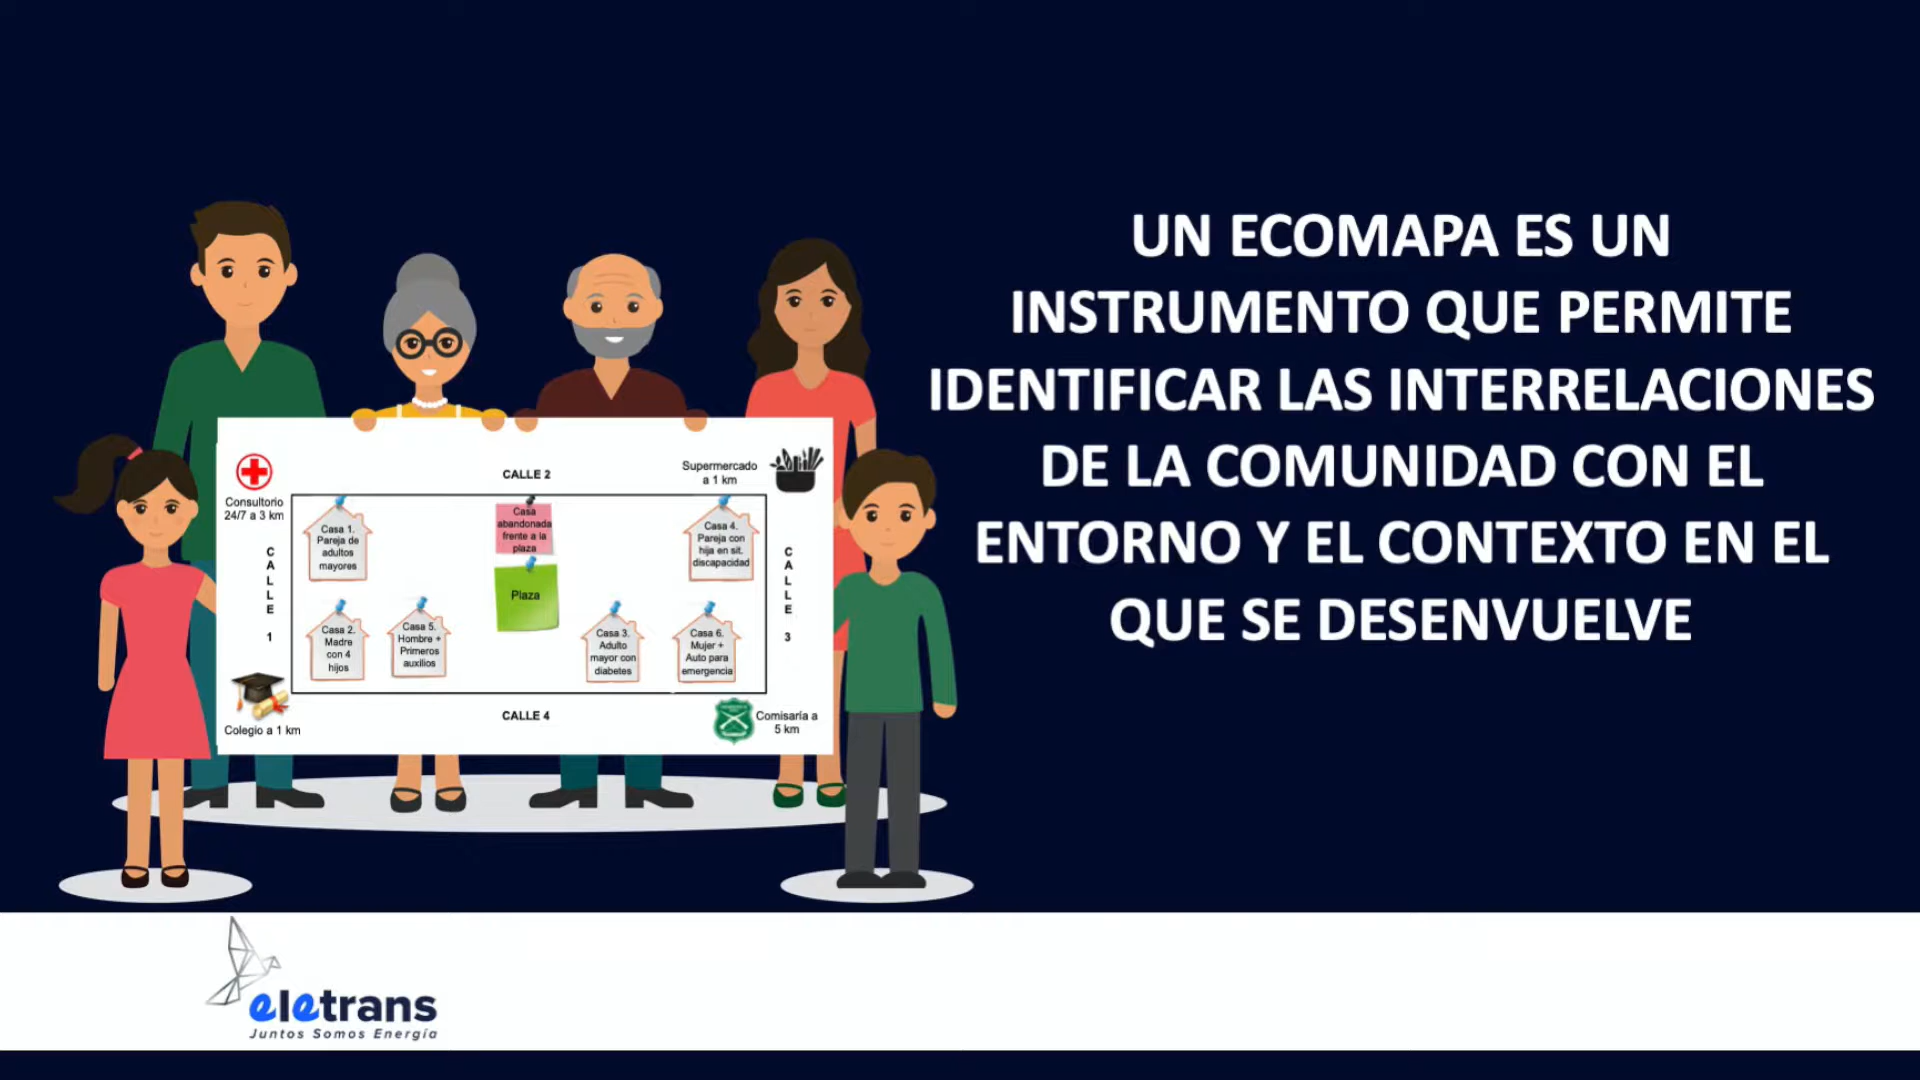 UN ECOMAPA ES UN
INSTRUMENTO QUE PERMITE
IDENTIFICAR LAS INTERRELACIONES
DE LA COMUNIDAD CON EL
ENTORNO Y EL CONTEXTO EN EL
QUE SE DESENVUELVE
CALLE 2
Supermercado
a 1 km
Consultorio
24/7 a 3 km
Casa 1.
Pareja de
adultos
mayores
Casa
abandonada
frente a la
plaza
Casa 4.
Pareja con
hija en sit.
discapacidad
CALLE 1
Plaza
CALLE 3
Casa 2.
Madre
con 4
hijos
Casa 5.
Hombre +
Primeros
auxilios
Casa 3.
Adulto
mayor con
diabetes
Casa 6.
Mujer +
Auto para
emergencia
Colegio a 1 km
CALLE 4
Comisaría a
5 km
eletrans
Juntos Somos Energía